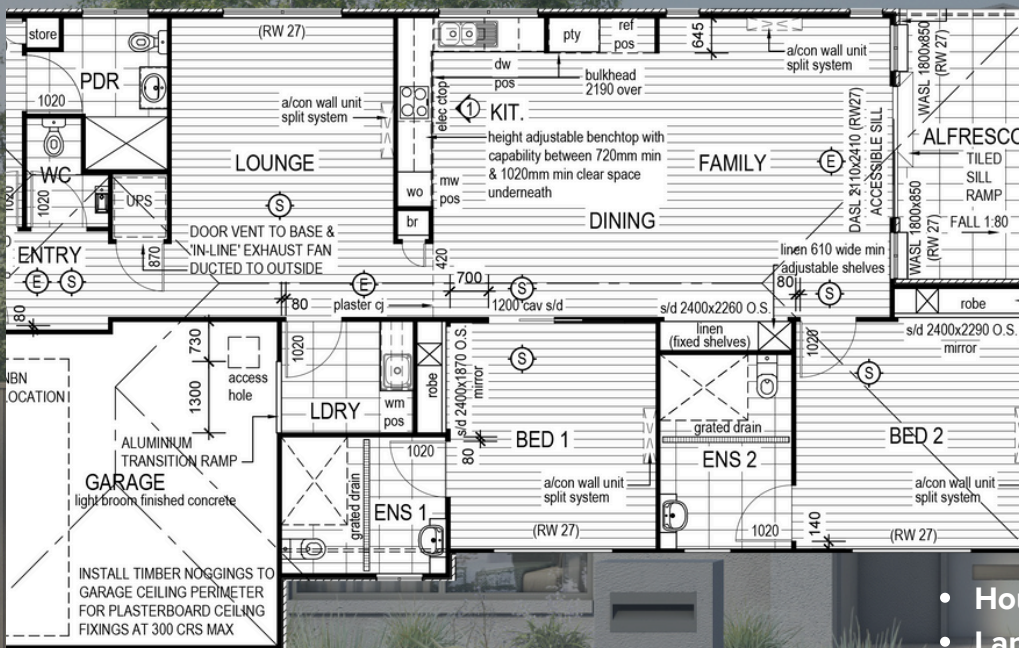 store
PDR
1020
(RW 27)
LOUNGE
a/con wall unit
split system
WC
1020
1020
UPS
870
DOOR VENT TO BASE &
'IN-LINE' EXHAUST FAN
DUCTED TO OUTSIDE
S
ENTRY
E
S
80
dw
pos
pty
ref
pos
645
a/con wall unit
split system
bulkhead
2190 over
elec ctop
1
KIT.
height adjustable benchtop with
capability between 720mm min
& 1020mm min clear space
underneath
wo
mw
pos
br
420
FAMILY
DINING
E
DASL 2110x2410 (RW27)
ACCESSIBLE SILL
WASL 1800x850
(RW 27)
WASL 1800x850
(RW 27)
ALFRESCO
TILED
SILL
RAMP
FALL 1:80
linen 610 wide min
adjustable shelves
80
S
80
plaster cj
E
700
S
1200 cav s/d
s/d 2400x2260 O.S.
linen
(fixed shelves)
robe
s/d 2400x2290 O.S.
mirror
NBN
LOCATION
730
1300
access
hole
ALUMINIUM
TRANSITION RAMP
GARAGE
light broom finished concrete
INSTALL TIMBER NOGGINGS TO
GARAGE CEILING PERIMETER
FOR PLASTERBOARD CEILING
FIXINGS AT 300 CRS MAX
1020
LDRY
wm
pos
robe
s/d 2400x1870 O.S.
mirror
80
S
BED 1
a/con wall unit
split system
(RW 27)
1020
grated drain
ENS 1
grated drain
ENS 2
1020
1020
S
BED 2
a/con wall unit
split system
140
(RW 27)
• Hou
• Lan